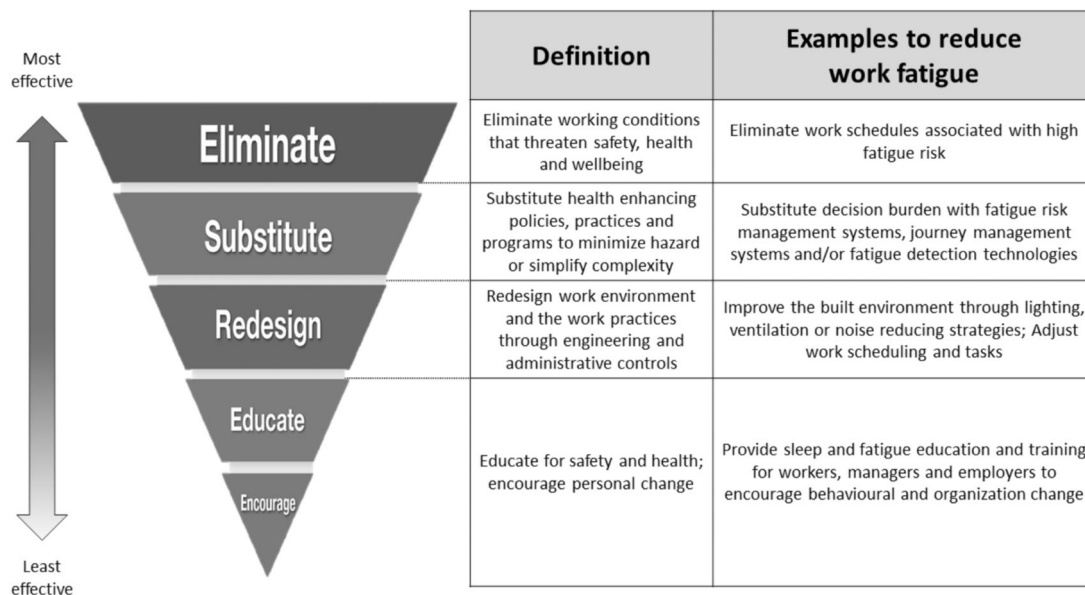 Most
effective
Eliminate
Substitute
Redesign
Educate
Encourage
Least
effective
Definition
Examples to reduce
work fatigue
Eliminate working conditions
that threaten safety, health
and wellbeing
Eliminate work schedules associated with high
fatigue risk
Substitute health enhancing
policies, practices and
programs to minimize hazard
or simplify complexity
Substitute decision burden with fatigue risk
management systems, journey management
systems and/or fatigue detection technologies
Redesign work environment
and the work practices
through engineering and
administrative controls
Improve the built environment through lighting,
ventilation or noise reducing strategies; Adjust
work scheduling and tasks
Educate for safety and health;
encourage personal change
Provide sleep and fatigue education and training
for workers, managers and employers to
encourage behavioural and organization change